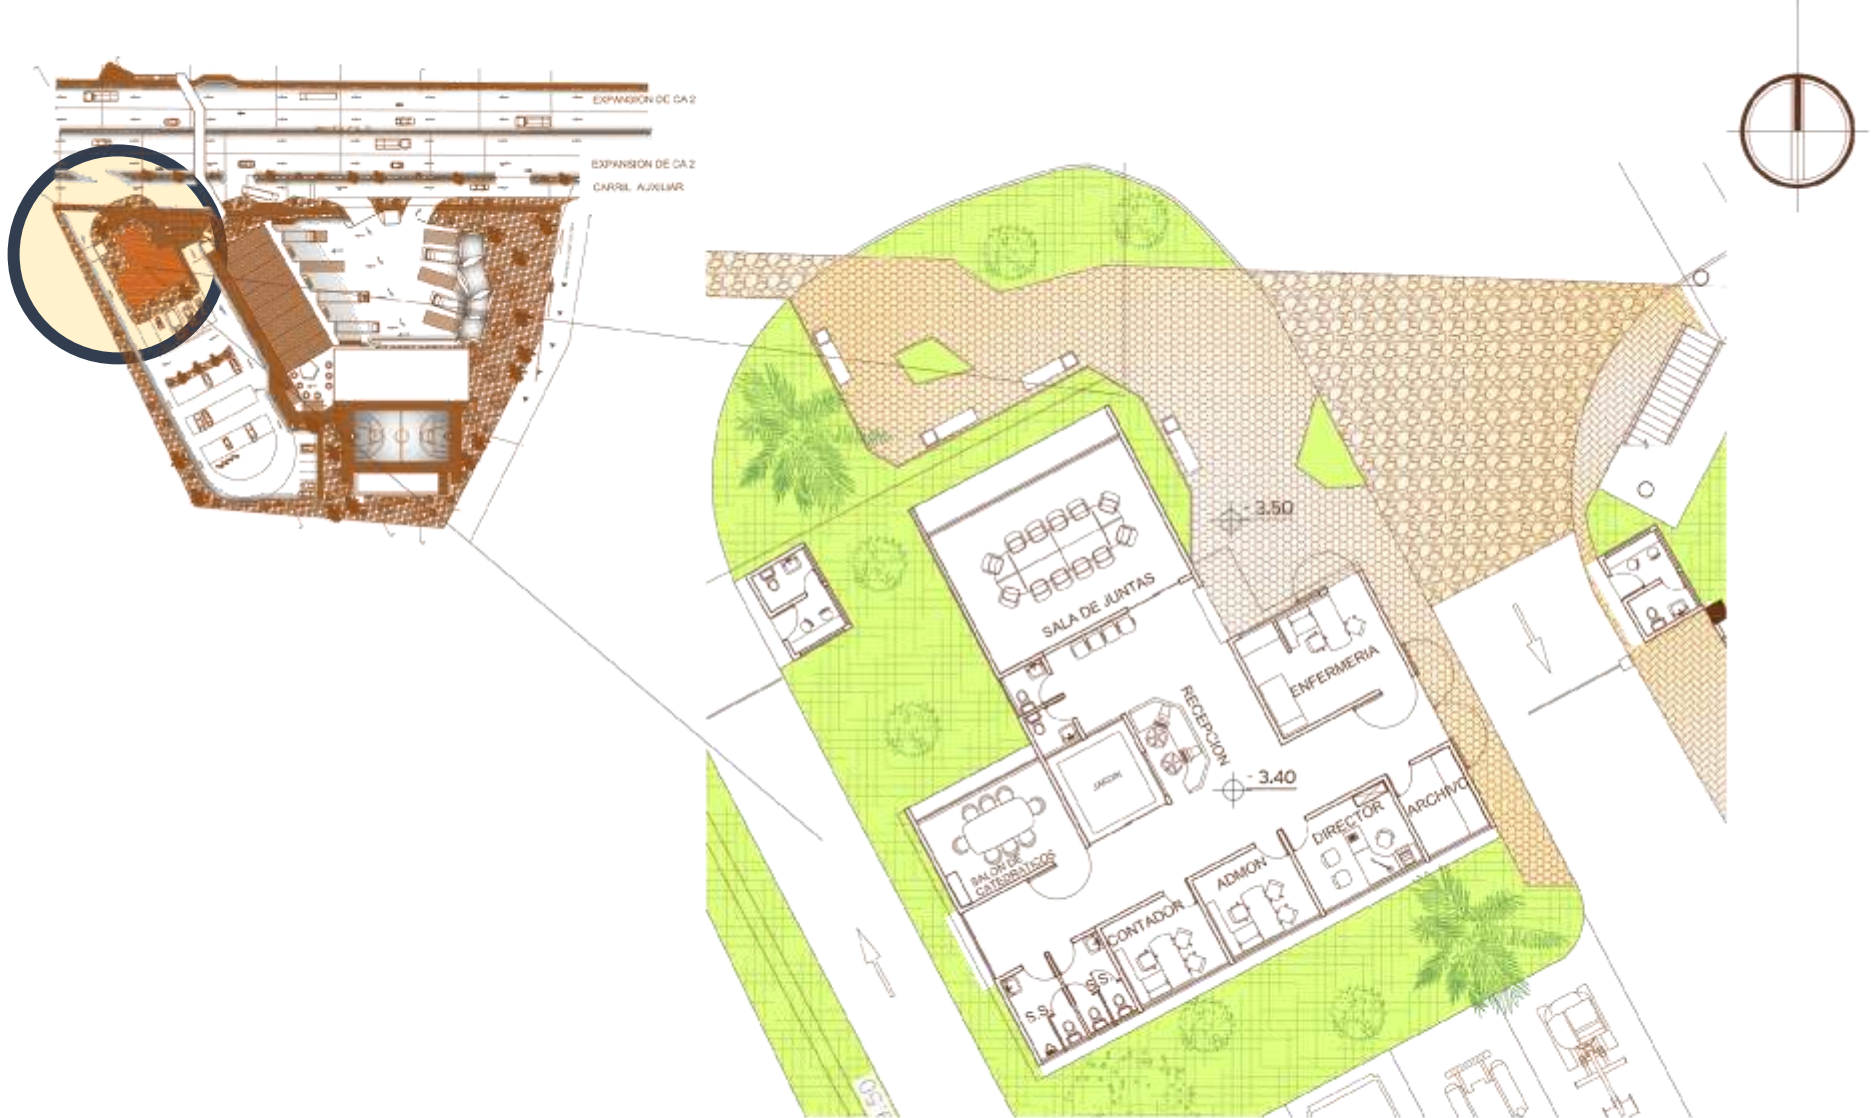 EXPANSION DE CA 2
EXPANSION DE CA 2
CARRIL AUXILIAR
- 3.50
SALA DE JUNTAS
ENFERMERIA
RECEPCION
JARDIN
- 3.40
ARCHIVO
DIRECTOR
SALON DE
CATEDRATICOS
ADMON
CONTADOR
S.S.
S.S.